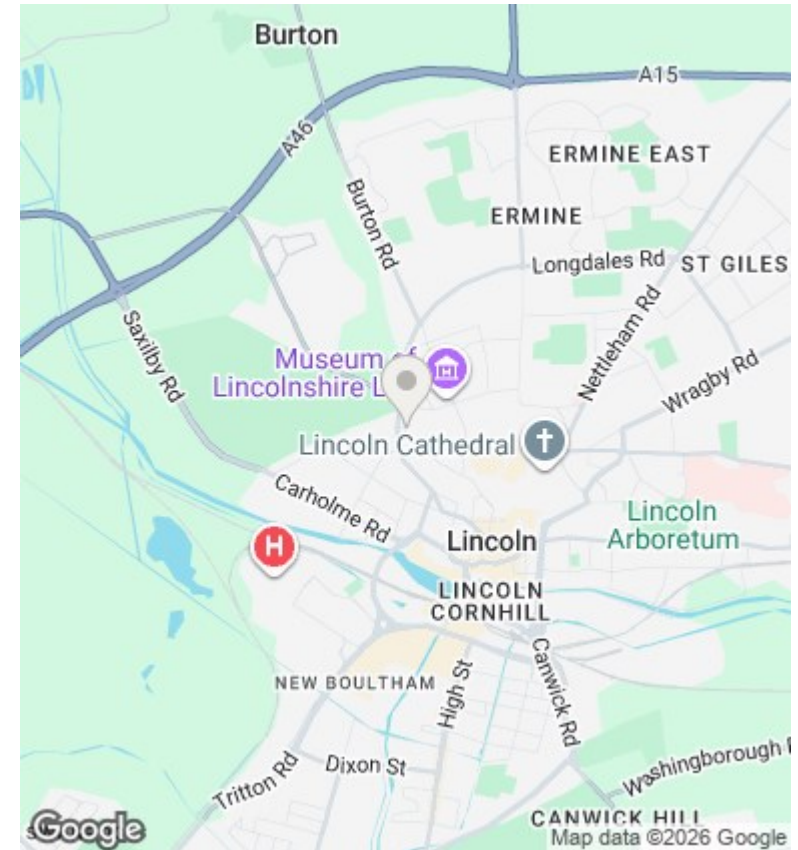 Burton
A15
A46
ERMINE EAST
Burton Rd
ERMINE
Longdales Rd
ST GILES
Saxilby Rd
Nettleham Rd
Museum of
Lincolnshire L
Wragby Rd
Lincoln Cathedral
Carholme Rd
Lincoln
Arboretum
Lincoln
H
LINCOLN
CORNHILL
Canwick Rd
NEW BOULTHAM
High St
Dixon St
Tritton Rd
Washingborough
CANWICK HILL
Google
Map data ©2026 Google